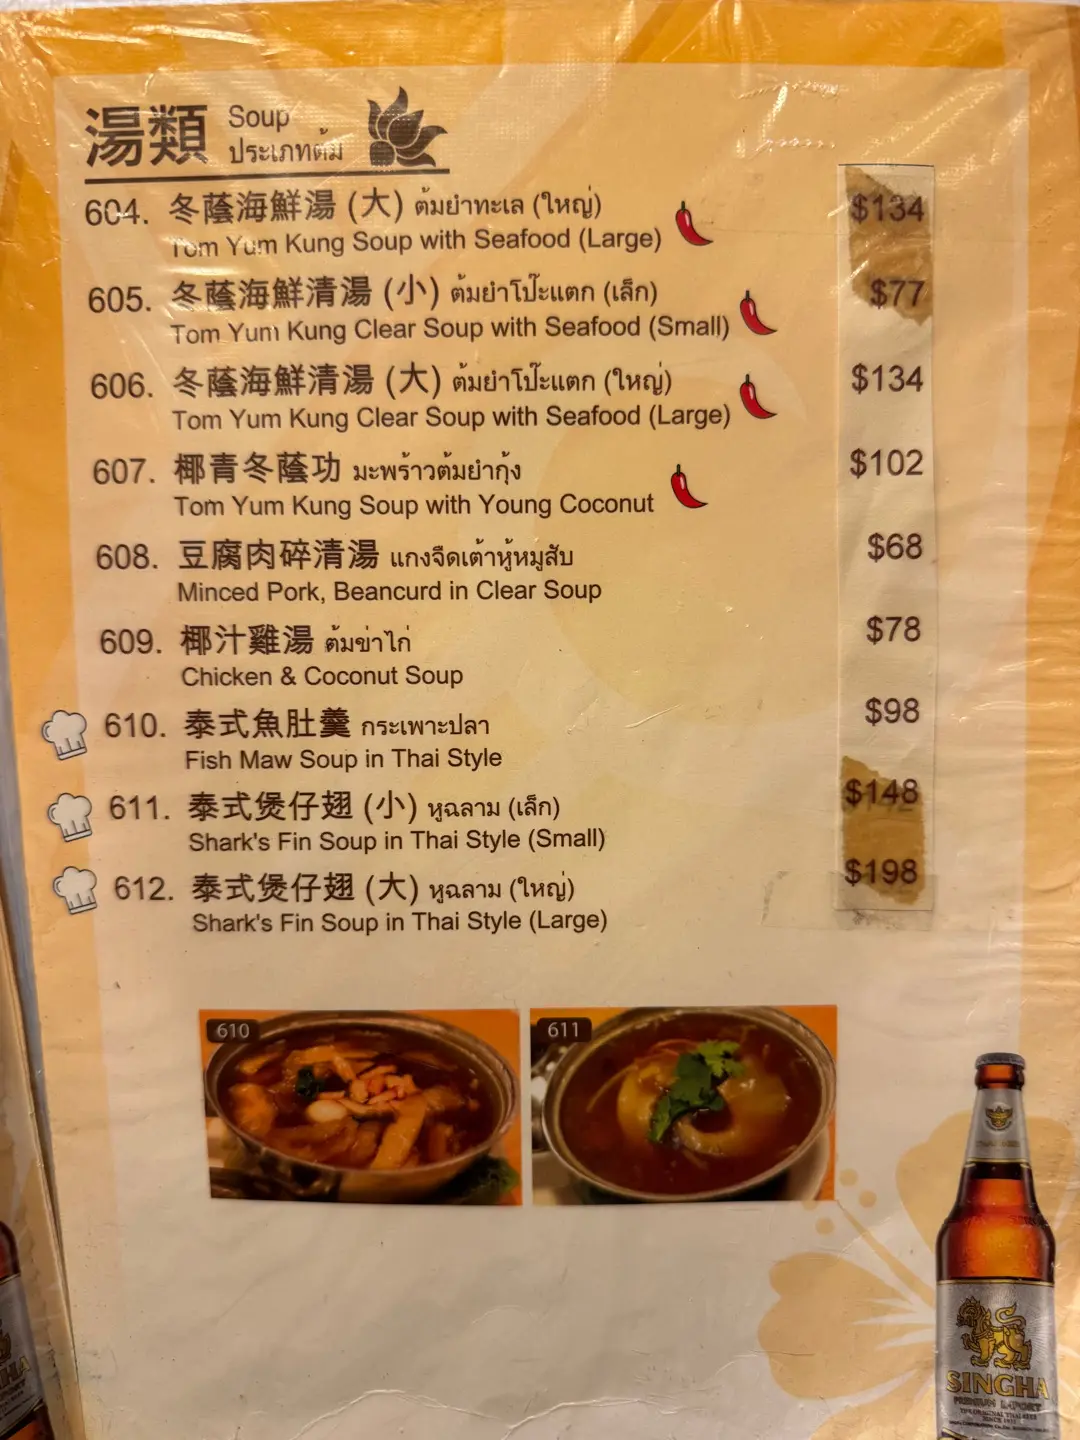 湯類 Soup
ประเภทต้ม
604. 冬蔭海鮮湯 (大) ต้มยำทะเล (ใหญ่) $134
Tom Yum Kung Soup with Seafood (Large)
605. 冬蔭海鮮清湯 (小) ต้มยำโป๊ะแตก (เล็ก) $77
Tom Yum Kung Clear Soup with Seafood (Small)
606. 冬蔭海鮮清湯 (大) ต้มยำโป๊ะแตก (ใหญ่) $134
Tom Yum Kung Clear Soup with Seafood (Large)
607. 椰青冬蔭功 มะพร้าวต้มยำกุ้ง $102
Tom Yum Kung Soup with Young Coconut
608. 豆腐肉碎清湯 แกงจืดเต้าหู้หมูสับ $68
Minced Pork, Beancurd in Clear Soup
609. 椰汁雞湯 ต้มข่าไก่ $78
Chicken & Coconut Soup
610. 泰式魚肚羹 กระเพาะปลา $98
Fish Maw Soup in Thai Style
611. 泰式煲仔翅 (小) หูฉลาม (เล็ก) $148
Shark's Fin Soup in Thai Style (Small)
612. 泰式煲仔翅 (大) หูฉลาม (ใหญ่) $198
Shark's Fin Soup in Thai Style (Large)
610
611
SINGHA
PREMIUM IMPORT
THE ORIGINAL THAI BEER